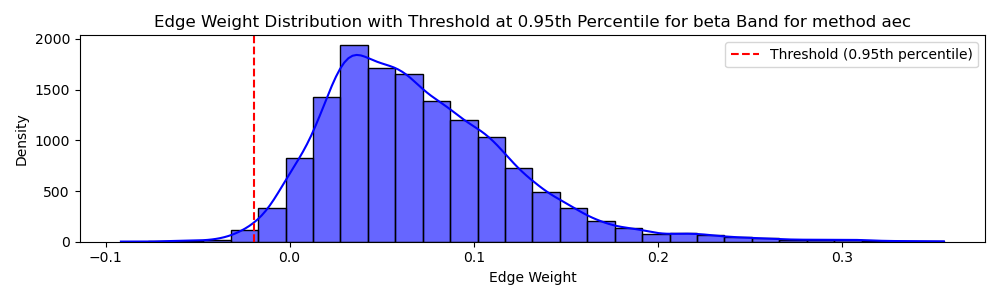 Edge Weight Distribution with Threshold at 0.95th Percentile for beta Band for method aec
Threshold (0.95th percentile)
Density
2000
1500
1000
500
0
−0.1
0.0
0.1
0.2
0.3
Edge Weight